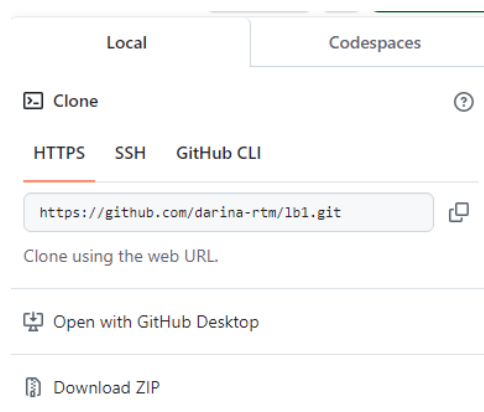 Local
Codespaces
Clone
HTTPS SSH GitHub CLI
https://github.com/darina-rtm/lb1.git
Clone using the web URL.
Open with GitHub Desktop
Download ZIP